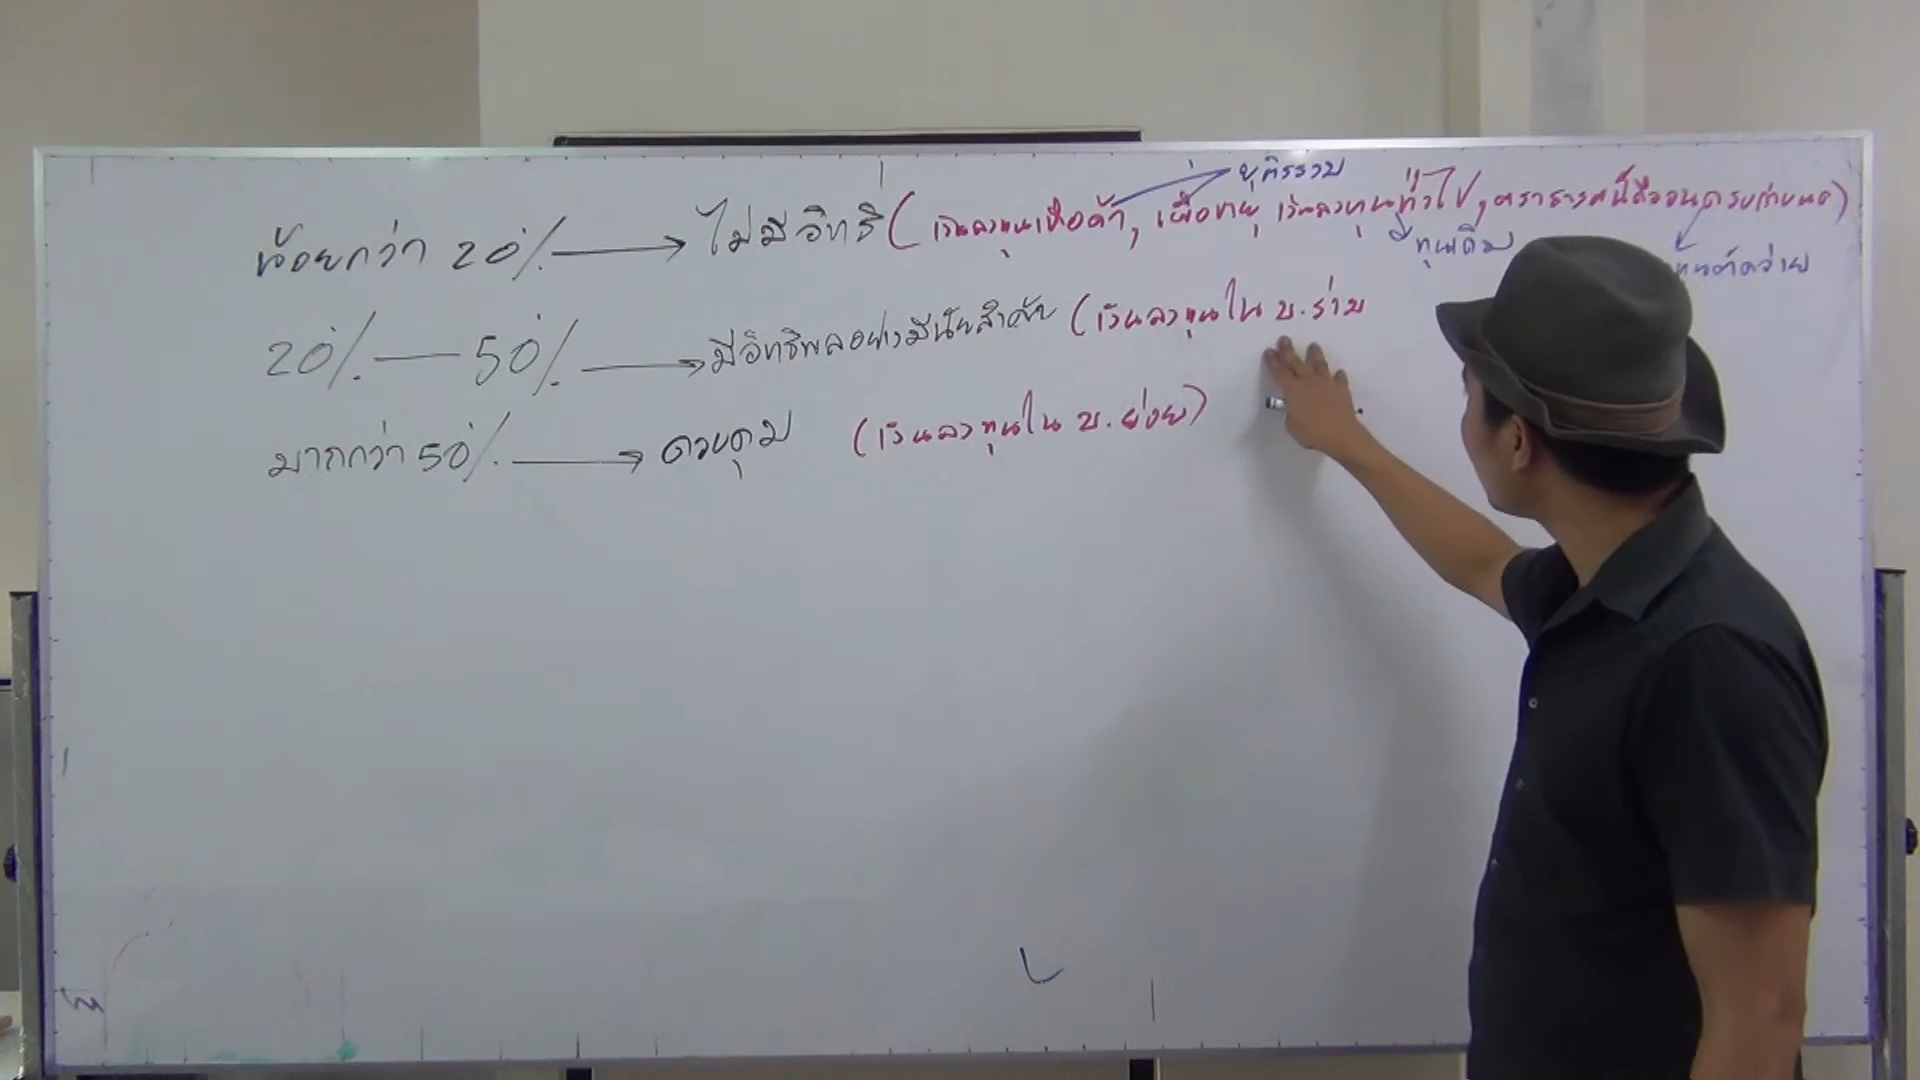 ยุติธรรม
น้อยกว่า 20% → ไม่มีอิทธิ (เงินลงทุนเพื่อค้า, เผื่อขาย, เงินลงทุนทั่วไป, ตราสารหนี้ถือจนครบกำหนด)
ทุนเดิม
ทุนตัดจ่าย
20% — 50% → มีอิทธิพลอย่างมีนัยสำคัญ (เงินลงทุนใน บ.ร่วม
มากกว่า 50% → ควบคุม (เงินลงทุนใน บ.ย่อย)